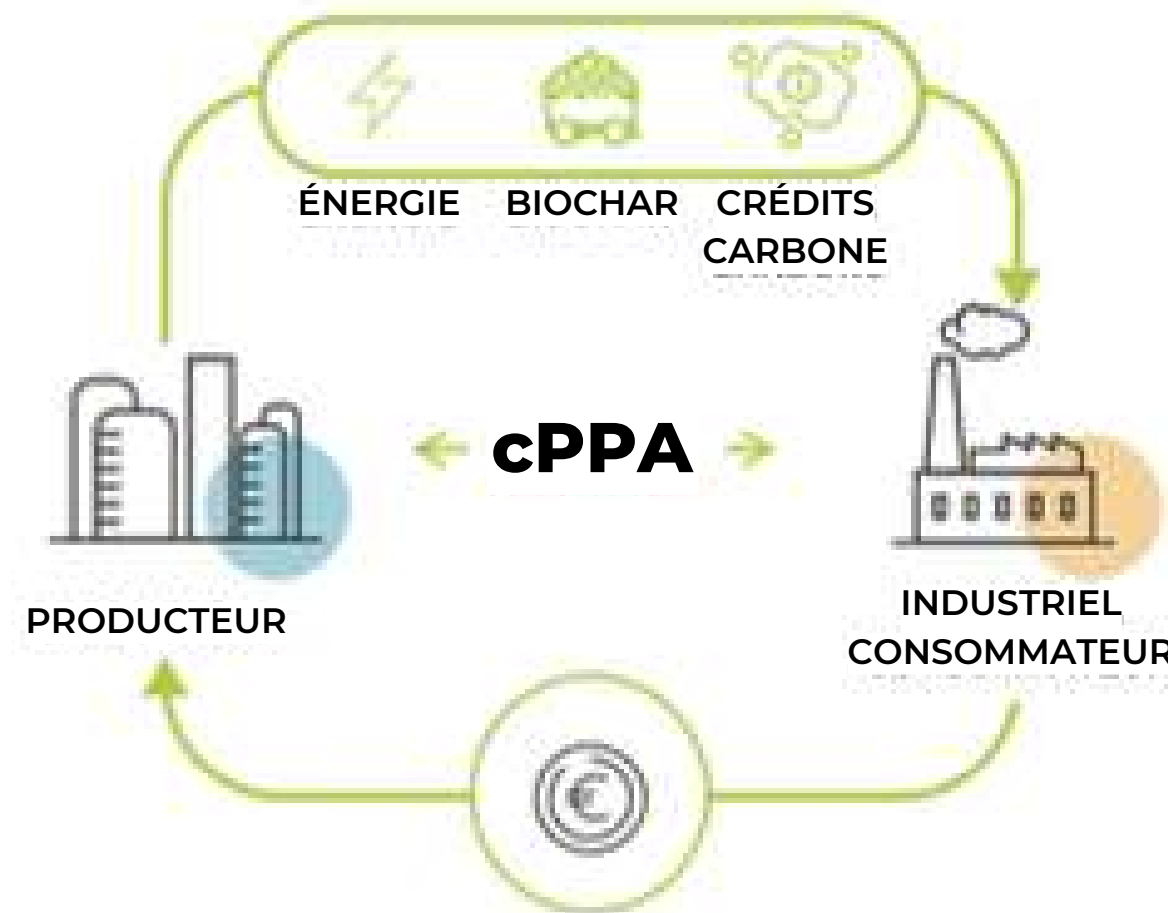 ÉNERGIE BIOCHAR CRÉDITS
CARBONE
cPPA
PRODUCTEUR
INDUSTRIEL
CONSOMMATEUR
€